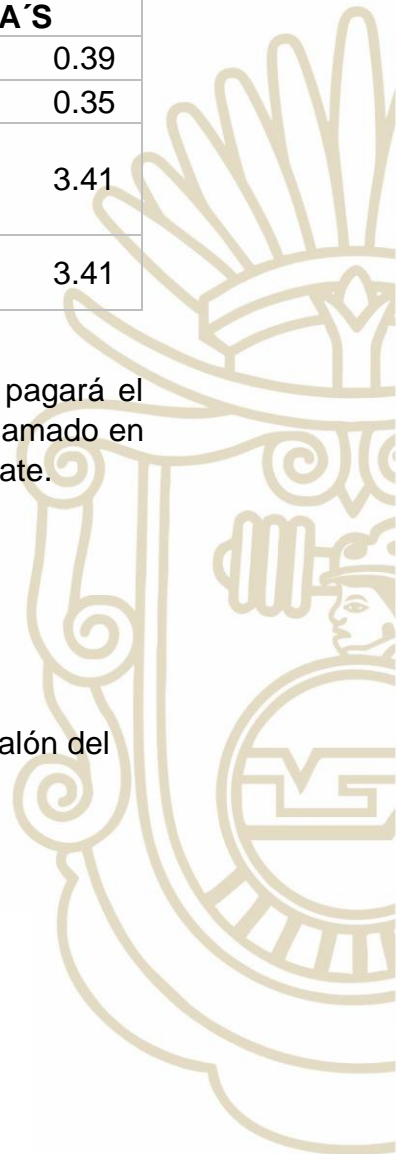 A´S
0.39
0.35
3.41
3.41
pagará el
amado en
ate.
alón del